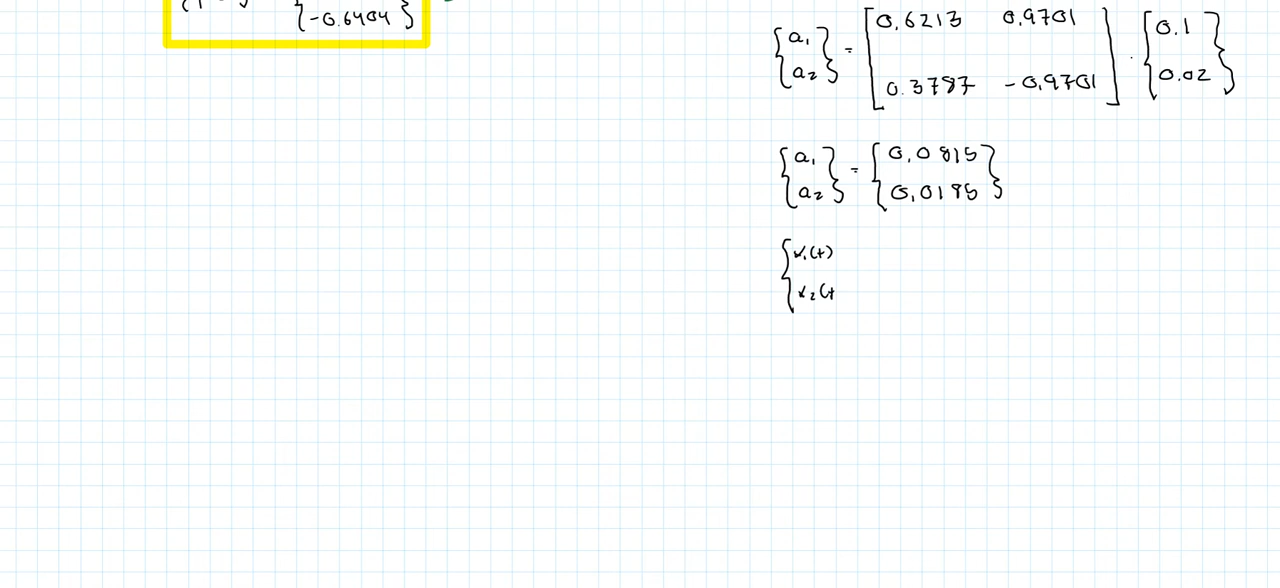 {-0.6404}
{a₁ a₂} = [0,6213 0,9701
0.3787 -0,9701] · {0.1 0.02}
{a₁ a₂} = {0,0815 0,0185}
{x₁(t)
x₂(t